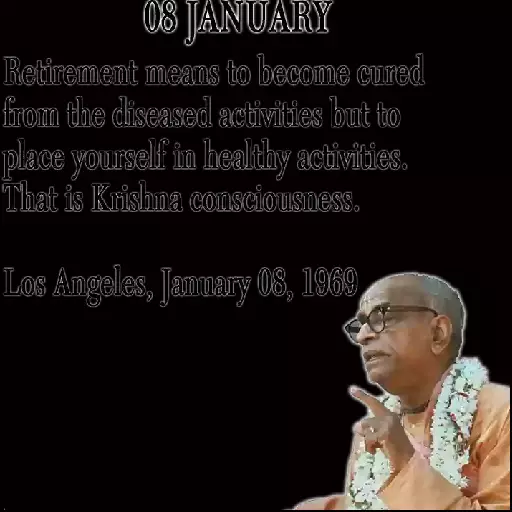 08 JANUARY
Retirement means to become cured
from the diseased activities but to
place yourself in healthy activities.
That is Krishna consciousness.
Los Angeles, January 08, 1969